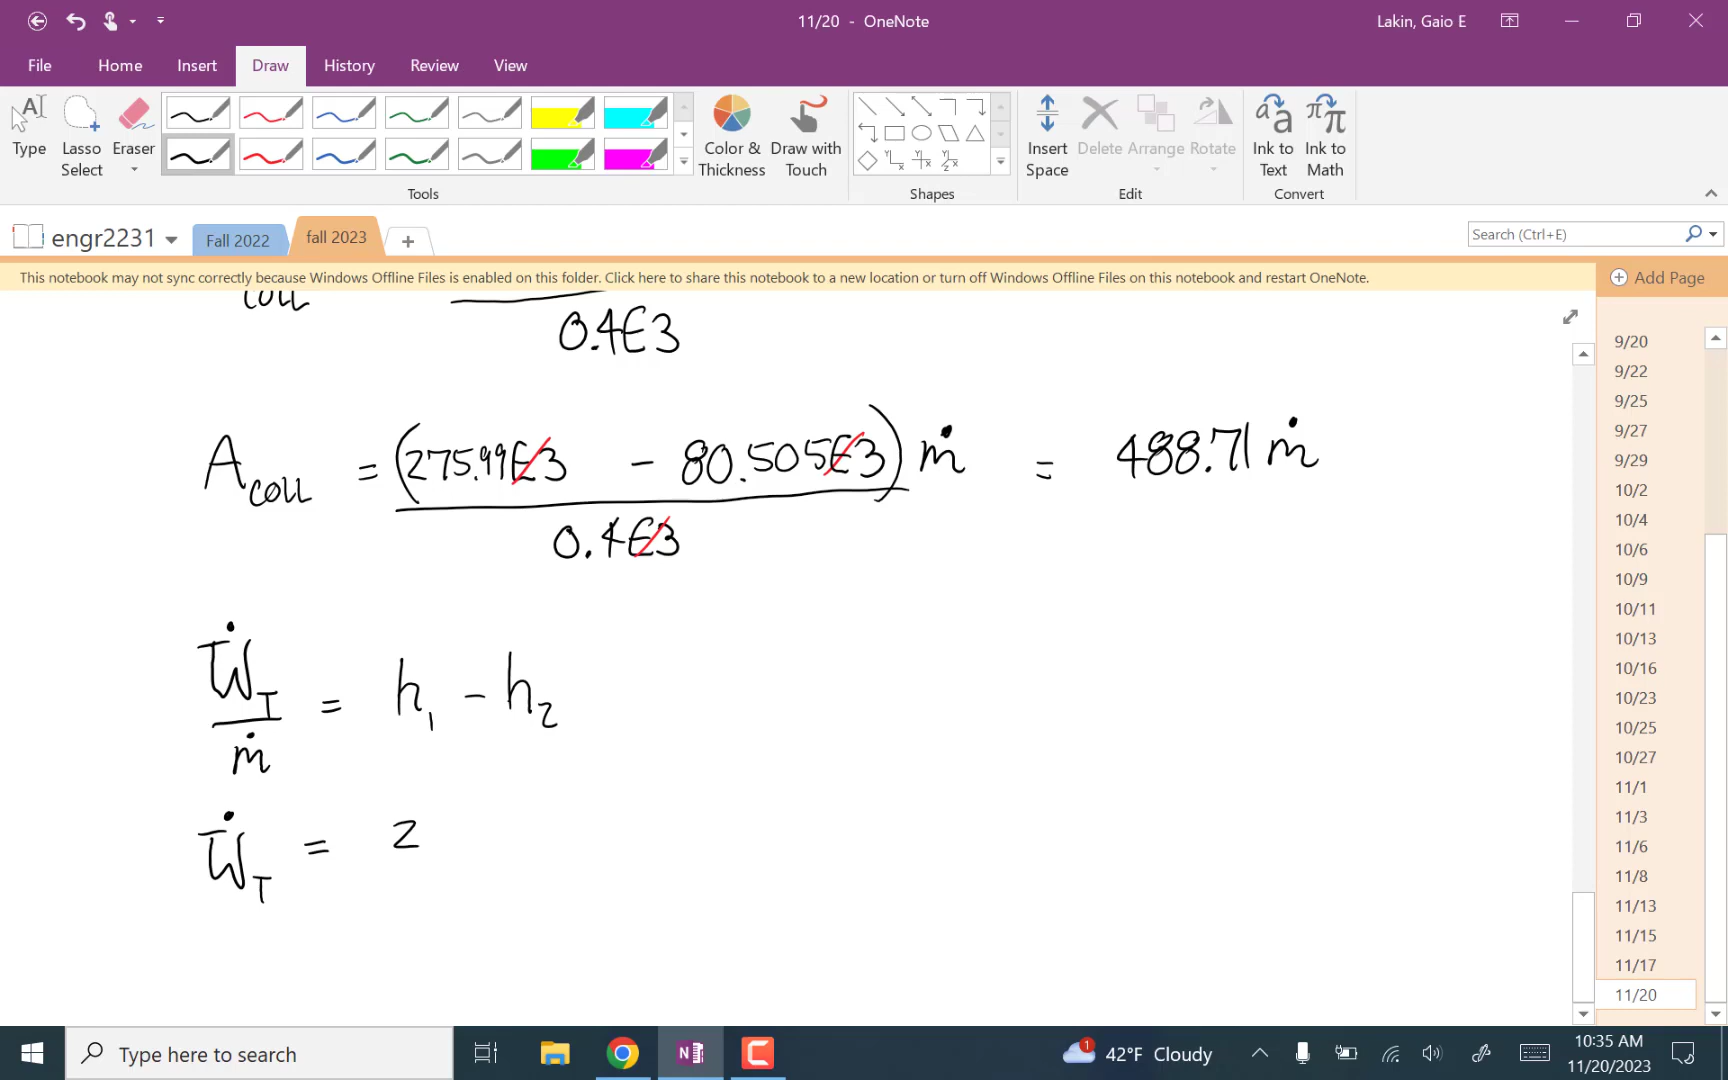 11/20 - OneNote
Lakin, Gaio E
File Home Insert Draw History Review View
Type
Lasso Select
Eraser
Color & Thickness
Draw with Touch
Insert Space
Delete Arrange Rotate
Ink to Text
Ink to Math
Tools Shapes Edit Convert
engr2231
Fall 2022
fall 2023
Search (Ctrl+E)
This notebook may not sync correctly because Windows Offline Files is enabled on this folder. Click here to share this notebook to a new location or turn off Windows Offline Files on this notebook and restart OneNote.
Add Page
coll
0.4E3
A_coll = (275.99E3 - 80.505E3) ṁ / 0.4E3 = 488.71 ṁ
Ẇ_T / ṁ = h₁ - h₂
Ẇ_T = 2
9/20
9/22
9/25
9/27
9/29
10/2
10/4
10/6
10/9
10/11
10/13
10/16
10/23
10/25
10/27
11/1
11/3
11/6
11/8
11/13
11/15
11/17
11/20
Type here to search
1
42°F Cloudy
10:35 AM
11/20/2023